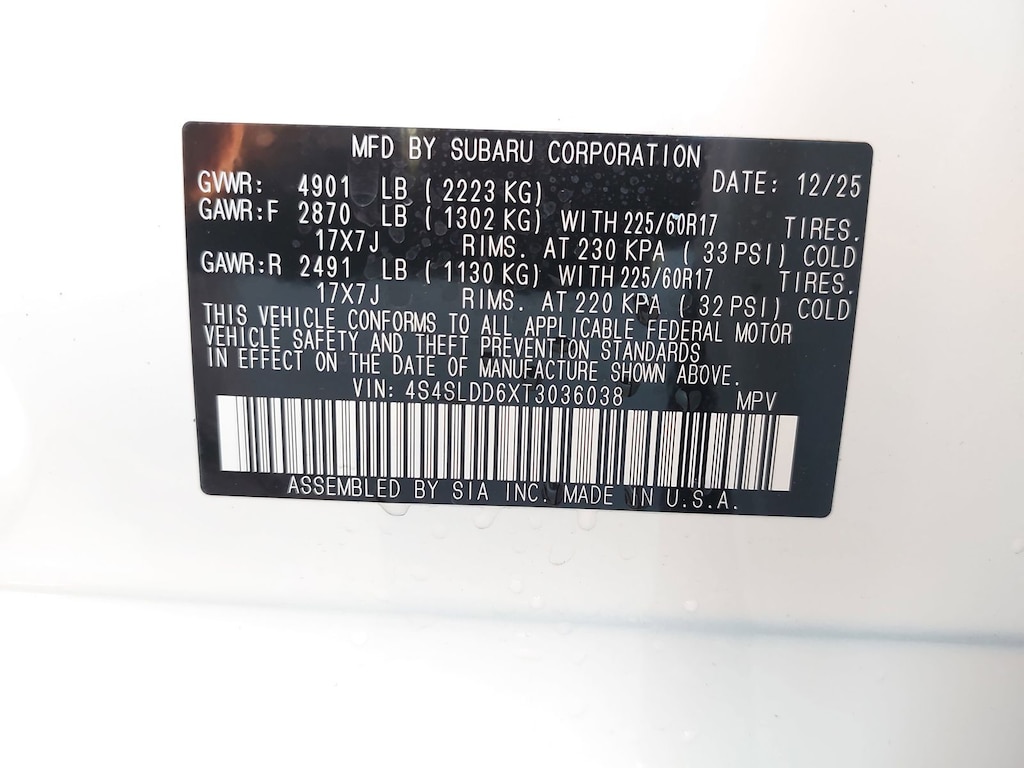 MFD BY SUBARU CORPORATION
GVWR: 4901 LB (2223 KG) DATE: 12/25
GAWR:F 2870 LB (1302 KG) WITH 225/60R17 TIRES.
17X7J RIMS. AT 230 KPA (33 PSI) COLD
GAWR:R 2491 LB (1130 KG) WITH 225/60R17 TIRES.
17X7J RIMS. AT 220 KPA (32 PSI) COLD
THIS VEHICLE CONFORMS TO ALL APPLICABLE FEDERAL MOTOR
VEHICLE SAFETY AND THEFT PREVENTION STANDARDS
IN EFFECT ON THE DATE OF MANUFACTURE SHOWN ABOVE.
VIN: 4S4SLDD6XT3036038 MPV
ASSEMBLED BY SIA INC. MADE IN U.S.A.